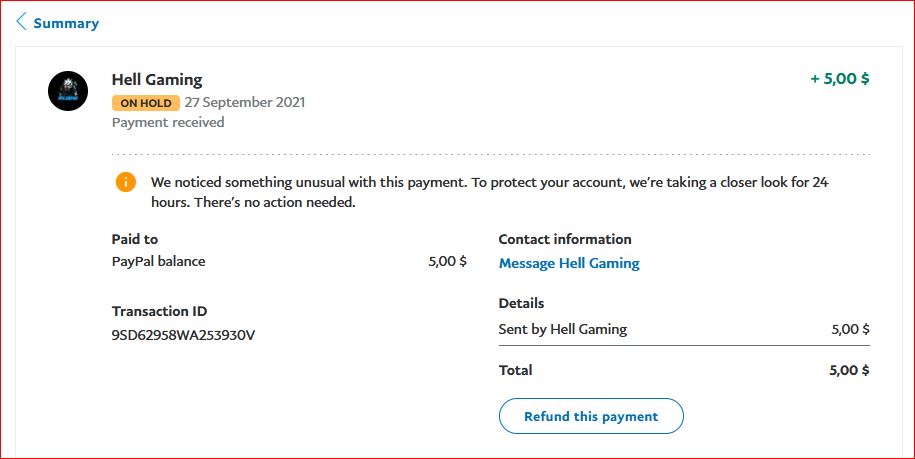 Summary
Hell Gaming
+ 5,00 $
ON HOLD 27 September 2021
Payment received
We noticed something unusual with this payment. To protect your account, we're taking a closer look for 24
hours. There's no action needed.
Paid to
PayPal balance 5,00 $
Transaction ID
9SD62958WA253930V
Contact information
Message Hell Gaming
Details
Sent by Hell Gaming 5,00 $
Total 5,00 $
Refund this payment